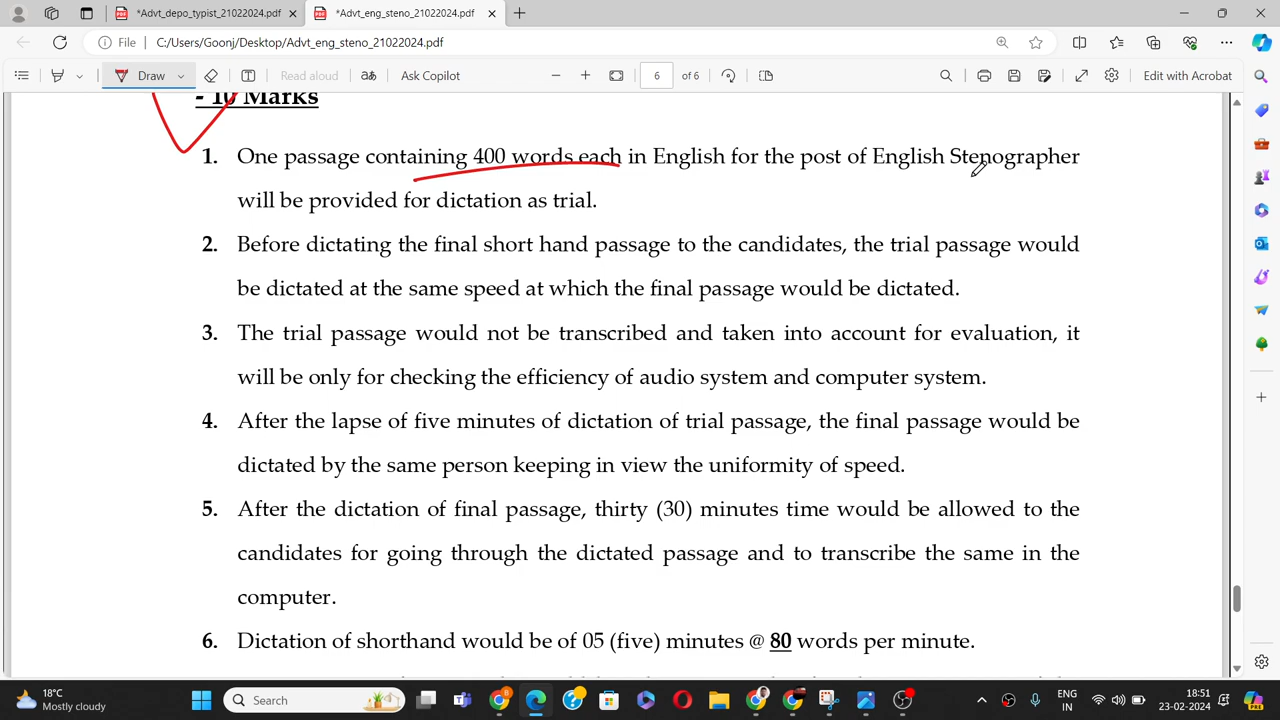 *Advt_depo_typist_21022024.pdf
*Advt_eng_steno_21022024.pdf
File
C:/Users/Goonj/Desktop/Advt_eng_steno_21022024.pdf
Draw
Read aloud
Ask Copilot
6
of 6
Edit with Acrobat
- 10 Marks
1. One passage containing 400 words each in English for the post of English Stenographer
will be provided for dictation as trial.
2. Before dictating the final short hand passage to the candidates, the trial passage would
be dictated at the same speed at which the final passage would be dictated.
3. The trial passage would not be transcribed and taken into account for evaluation, it
will be only for checking the efficiency of audio system and computer system.
4. After the lapse of five minutes of dictation of trial passage, the final passage would be
dictated by the same person keeping in view the uniformity of speed.
5. After the dictation of final passage, thirty (30) minutes time would be allowed to the
candidates for going through the dictated passage and to transcribe the same in the
computer.
6. Dictation of shorthand would be of 05 (five) minutes @ 80 words per minute.
18°C
Mostly cloudy
Search
ENG
IN
18:51
23-02-2024